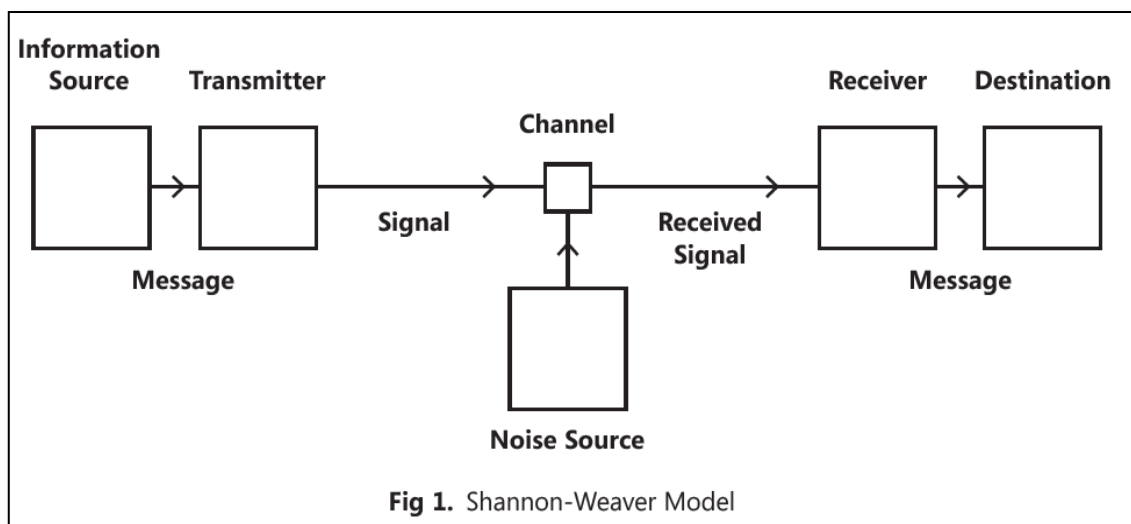 Information
Source
Transmitter
Channel
Receiver
Destination
Signal
Received
Signal
Message
Message
Noise Source
Fig 1. Shannon-Weaver Model